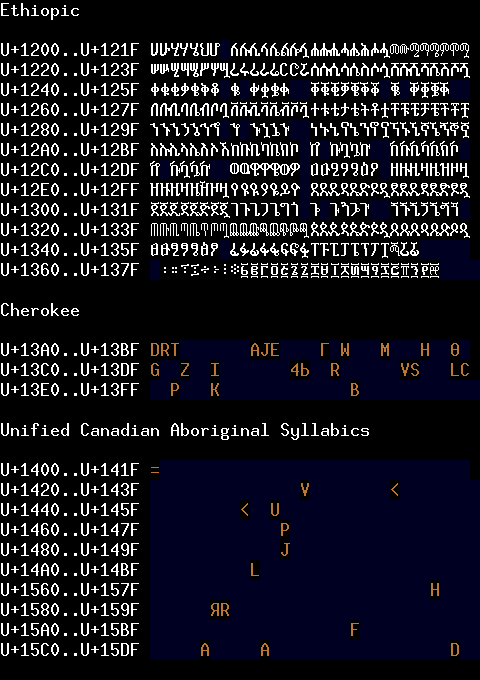 Ethiopic
U+1200..U+121F ሀሁሂሃሄህሆ ለሉሊላሌልሎሏሐሑሒሓሔሕሖሗመሙሚማሜምሞሟ
U+1220..U+123F ሠሡሢሣሤሥሦሧረሩሪራሬርሮሯሰሱሲሳሴስሶሷሸሹሺሻሼሽሾሿ
U+1240..U+125F ቀቁቂቃቄቅቆ ቈ ቊቋቌቍ ቐቑቒቓቔቕቖ ቘ ቚቛቜቝ
U+1260..U+127F በቡቢባቤብቦቧቨቩቪቫቬቭቮቯተቱቲታቴትቶቷቸቹቺቻቼችቾቿ
U+1280..U+129F ኀኁኂኃኄኅኆ ኈ ኊኋኌኍ ነኑኒናኔንኖኗኘኙኚኛኜኝኞኟ
U+12A0..U+12BF አኡኢኣኤእኦኧከኩኪካኬክኮ ኰ ኲኳኴኵ ኸኹኺኻኼኽኾ
U+12C0..U+12DF ዀ ዂዃዄዅ ወዉዊዋዌውዎ ዐዑዒዓዔዕዖ ዘዙዚዛዜዝዞዟ
U+12E0..U+12FF ዠዡዢዣዤዥዦዧየዩዪያዬይዮ ደዱዲዳዴድዶዷዸዹዺዻዼዽዾዿ
U+1300..U+131F ጀጁጂጃጄጅጆጇገጉጊጋጌግጎ ጐ ጒጓጔጕ ጘጙጚጛጜጝጞ
U+1320..U+133F ጠጡጢጣጤጥጦጧጨጩጪጫጬጭጮጯጰጱጲጳጴጵጶጷጸጹጺጻጼጽጾጿ
U+1340..U+135F ፀፁፂፃፄፅፆ ፈፉፊፋፌፍፎፏፐፑፒፓፔፕፖፗፘፙፚ
U+1360..U+137F ፡።፣፤፥፦፧፨፩፪፫፬፭፮፯፰፱፲፳፴፵፶፷፸፹፺፻፼
Cherokee
U+13A0..U+13BF DRT AJE Γ W M H θ
U+13C0..U+13DF G Z I 4b R VS LC
U+13E0..U+13FF P K B
Unified Canadian Aboriginal Syllabics
U+1400..U+141F =
U+1420..U+143F V <
U+1440..U+145F < U
U+1460..U+147F P
U+1480..U+149F J
U+14A0..U+14BF L
U+1560..U+157F H
U+1580..U+159F ЯR
U+15A0..U+15BF F
U+15C0..U+15DF A A D